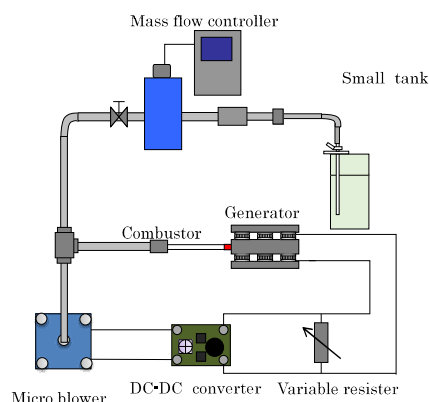 Mass flow controller
Small tank
Generator
Combustor
DC-DC converter
Variable resister
Micro blower